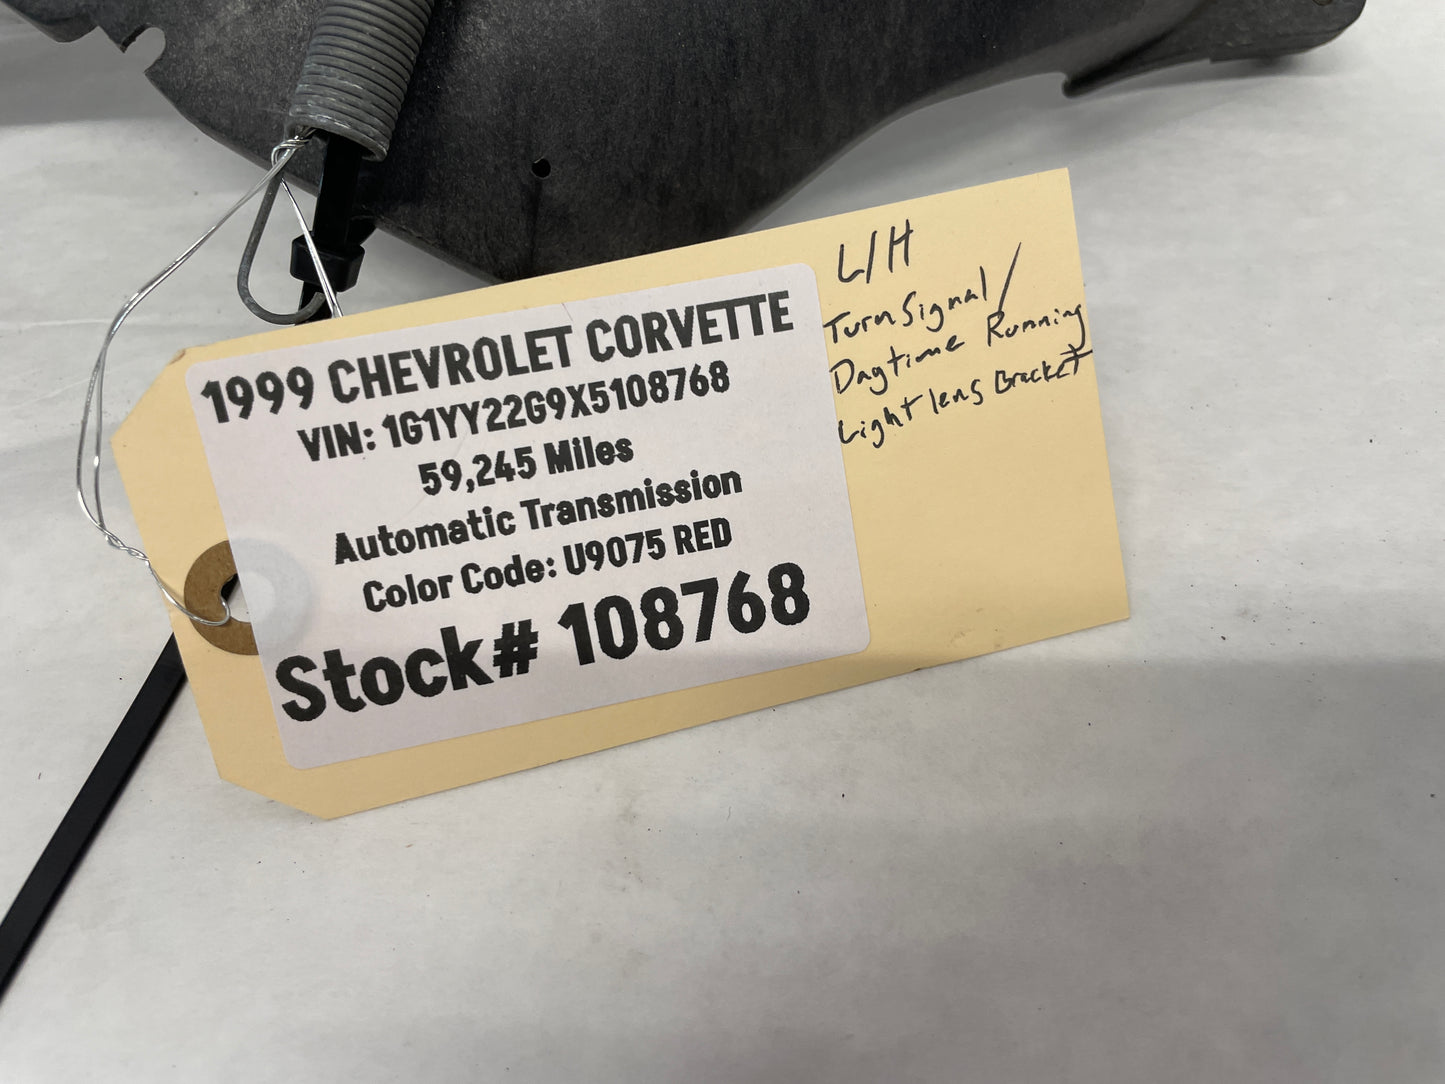 1999 CHEVROLET CORVETTE
VIN: 1G1YY22G9X5108768
59,245 Miles
Automatic Transmission
Color Code: U9075 RED
Stock# 108768
L/H
Turn Signal/
Daytime Running
Light lens Bracket